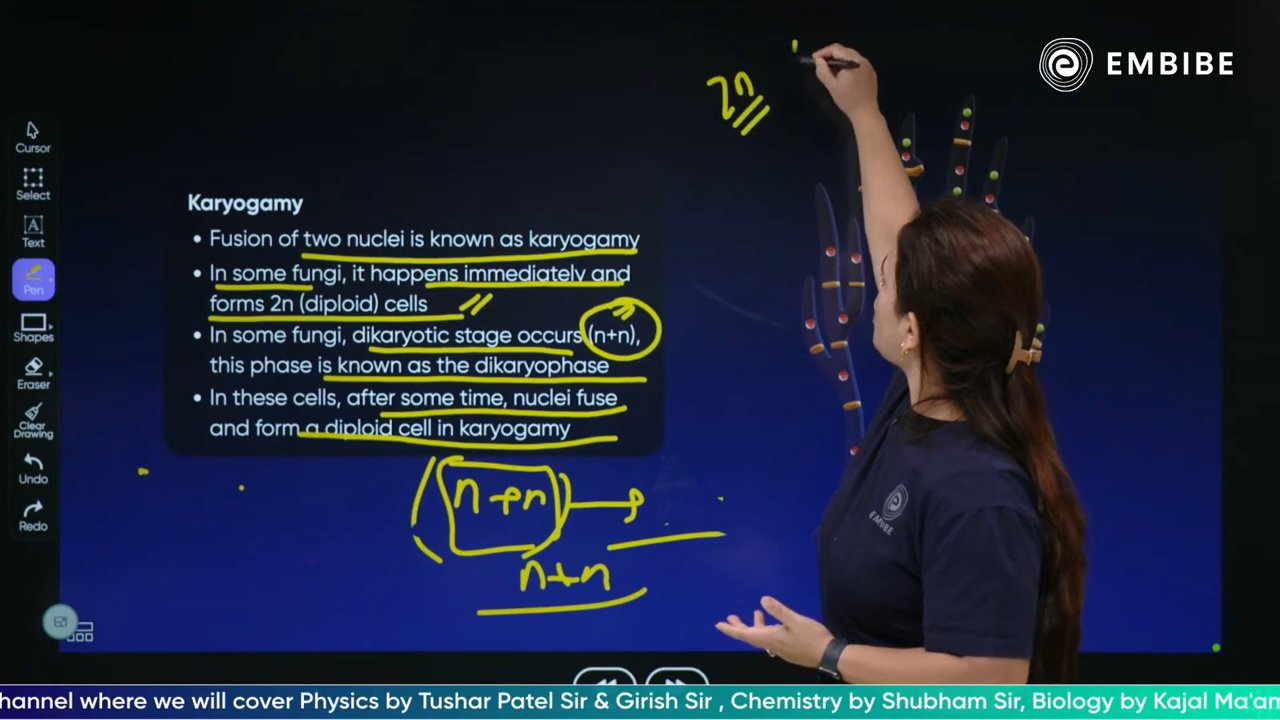 EMBIBE
2n
Cursor
Select
A
Text
Pen
Shapes
Eraser
Clear
Drawing
Undo
Redo
Karyogamy
• Fusion of two nuclei is known as karyogamy
• In some fungi, it happens immediately and
forms 2n (diploid) cells
• In some fungi, dikaryotic stage occurs (n+n),
this phase is known as the dikaryophase
• In these cells, after some time, nuclei fuse
and form a diploid cell in karyogamy
n+n
n+n
EMBIBE
hannel where we will cover Physics by Tushar Patel Sir & Girish Sir , Chemistry by Shubham Sir, Biology by Kajal Ma'an